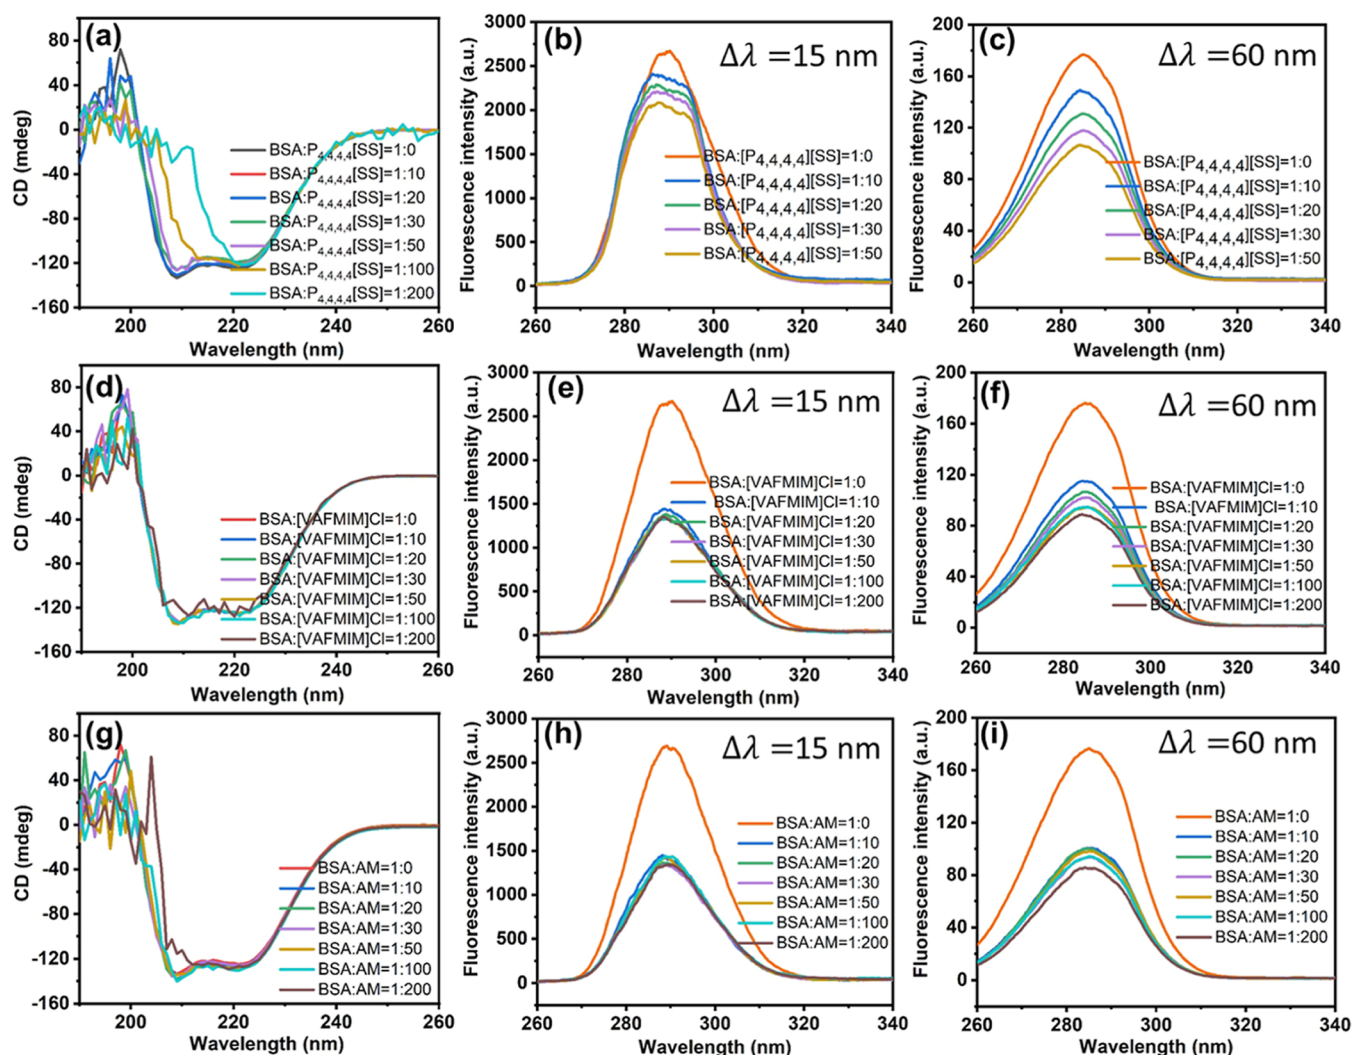 (a)
CD (mdeg)
80
40
0
-40
-80
-120
-160
200
220
240
260
Wavelength (nm)
BSA:P4,4,4,4[SS]=1:0
BSA:P4,4,4,4[SS]=1:10
BSA:P4,4,4,4[SS]=1:20
BSA:P4,4,4,4[SS]=1:30
BSA:P4,4,4,4[SS]=1:50
BSA:P4,4,4,4[SS]=1:100
BSA:P4,4,4,4[SS]=1:200
(b)
Δλ =15 nm
Fluorescence intensity (a.u.)
3000
2500
2000
1500
1000
500
0
260
280
300
320
340
Wavelength (nm)
BSA:[P4,4,4,4][SS]=1:0
BSA:[P4,4,4,4][SS]=1:10
BSA:[P4,4,4,4][SS]=1:20
BSA:[P4,4,4,4][SS]=1:30
BSA:[P4,4,4,4][SS]=1:50
(c)
Δλ =60 nm
Fluorescence intensity (a.u.)
200
160
120
80
40
0
260
280
300
320
340
Wavelength (nm)
BSA:[P4,4,4,4][SS]=1:0
BSA:[P4,4,4,4][SS]=1:10
BSA:[P4,4,4,4][SS]=1:20
BSA:[P4,4,4,4][SS]=1:30
BSA:[P4,4,4,4][SS]=1:50
(d)
CD (mdeg)
80
40
0
-40
-80
-120
-160
200
220
240
260
Wavelength (nm)
BSA:[VAFMIM]Cl=1:0
BSA:[VAFMIM]Cl=1:10
BSA:[VAFMIM]Cl=1:20
BSA:[VAFMIM]Cl=1:30
BSA:[VAFMIM]Cl=1:50
BSA:[VAFMIM]Cl=1:100
BSA:[VAFMIM]Cl=1:200
(e)
Δλ =15 nm
Fluorescence intensity (a.u.)
3000
2500
2000
1500
1000
500
0
260
280
300
320
340
Wavelength (nm)
BSA:[VAFMIM]Cl=1:0
BSA:[VAFMIM]Cl=1:10
BSA:[VAFMIM]Cl=1:20
BSA:[VAFMIM]Cl=1:30
BSA:[VAFMIM]Cl=1:50
BSA:[VAFMIM]Cl=1:100
BSA:[VAFMIM]Cl=1:200
(f)
Δλ =60 nm
Fluorescence intensity (a.u.)
200
160
120
80
40
0
260
280
300
320
340
Wavelength (nm)
BSA:[VAFMIM]Cl=1:0
BSA:[VAFMIM]Cl=1:10
BSA:[VAFMIM]Cl=1:20
BSA:[VAFMIM]Cl=1:30
BSA:[VAFMIM]Cl=1:50
BSA:[VAFMIM]Cl=1:100
BSA:[VAFMIM]Cl=1:200
(g)
CD (mdeg)
80
40
0
-40
-80
-120
-160
200
220
240
260
Wavelength (nm)
BSA:AM=1:0
BSA:AM=1:10
BSA:AM=1:20
BSA:AM=1:30
BSA:AM=1:50
BSA:AM=1:100
BSA:AM=1:200
(h)
Δλ =15 nm
Fluorescence intensity (a.u.)
3000
2500
2000
1500
1000
500
0
260
280
300
320
340
Wavelength (nm)
BSA:AM=1:0
BSA:AM=1:10
BSA:AM=1:20
BSA:AM=1:30
BSA:AM=1:50
BSA:AM=1:100
BSA:AM=1:200
(i)
Δλ =60 nm
Fluorescence intensity (a.u.)
200
160
120
80
40
0
260
280
300
320
340
Wavelength (nm)
BSA:AM=1:0
BSA:AM=1:10
BSA:AM=1:20
BSA:AM=1:30
BSA:AM=1:50
BSA:AM=1:100
BSA:AM=1:200